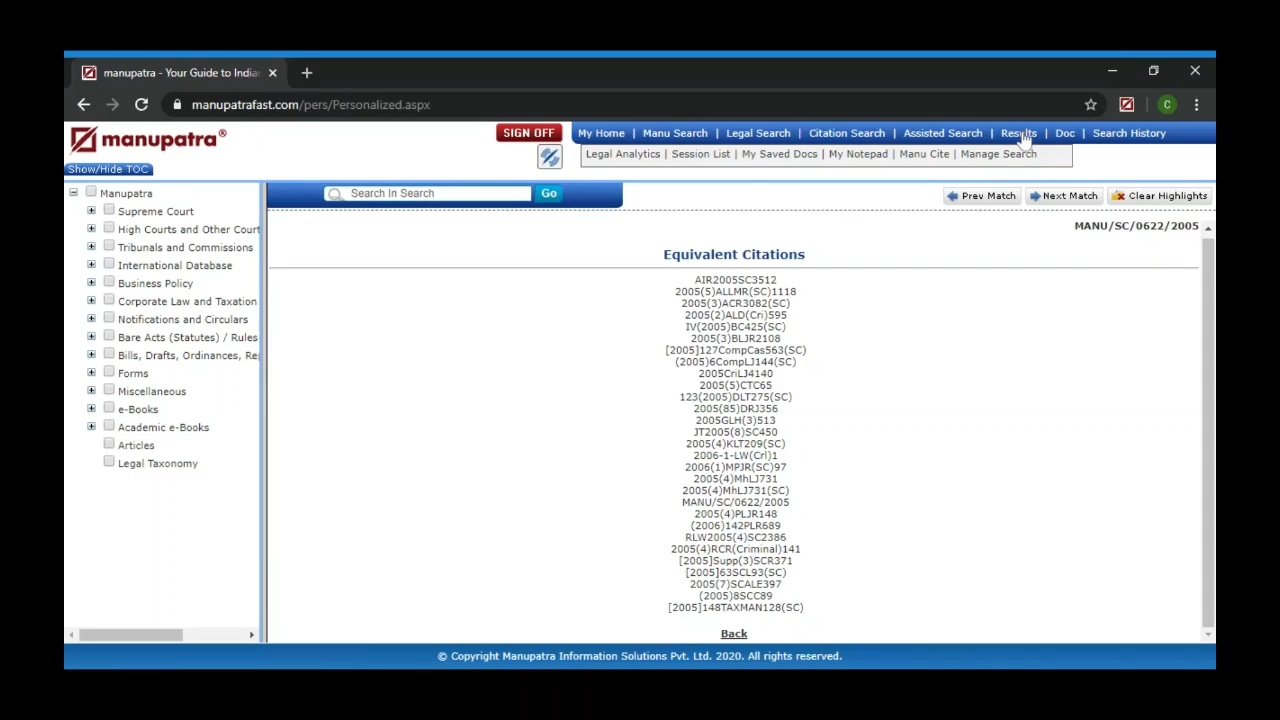 manupatra - Your Guide to India
manupatrafast.com/pers/Personalized.aspx
C
manupatra®
SIGN OFF
My Home | Manu Search | Legal Search | Citation Search | Assisted Search | Results | Doc | Search History
Legal Analytics | Session List | My Saved Docs | My Notepad | Manu Cite | Manage Search
Show/Hide TOC
Search In Search Go
Prev Match
Next Match
Clear Highlights
Manupatra
Supreme Court
High Courts and Other Court
Tribunals and Commissions
International Database
Business Policy
Corporate Law and Taxation
Notifications and Circulars
Bare Acts (Statutes) / Rules
Bills, Drafts, Ordinances, Re
Forms
Miscellaneous
e-Books
Academic e-Books
Articles
Legal Taxonomy
MANU/SC/0622/2005
Equivalent Citations
AIR2005SC3512
2005(5)ALLMR(SC)1118
2005(3)ACR3082(SC)
2005(2)ALD(Cri)595
IV(2005)BC425(SC)
2005(3)BLJR2108
[2005]127CompCas563(SC)
(2005)6CompLJ144(SC)
2005CriLJ4140
2005(5)CTC65
123(2005)DLT275(SC)
2005(85)DRJ356
2005GLH(3)513
JT2005(8)SC450
2005(4)KLT209(SC)
2006-1-LW(Crl)1
2006(1)MPJR(SC)97
2005(4)MhLJ731
2005(4)MhLJ731(SC)
MANU/SC/0622/2005
2005(4)PLJR148
(2006)142PLR689
RLW2005(4)SC2386
2005(4)RCR(Criminal)141
[2005]Supp(3)SCR371
[2005]63SCL93(SC)
2005(7)SCALE397
(2005)8SCC89
[2005]148TAXMAN128(SC)
Back
© Copyright Manupatra Information Solutions Pvt. Ltd. 2020. All rights reserved.